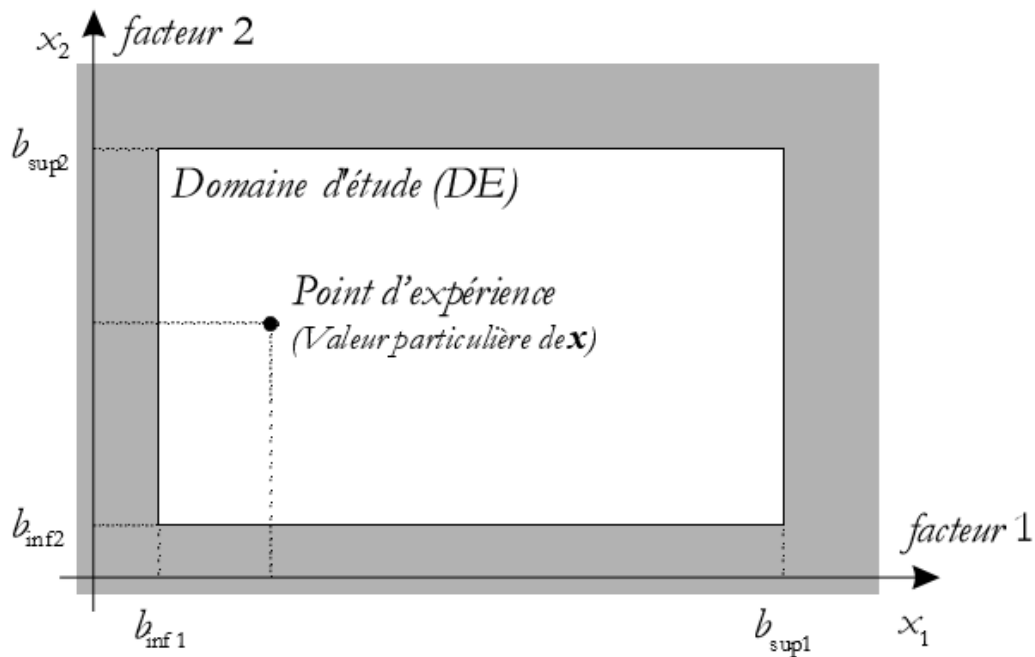 x₂ facteur 2
b_sup2
Domaine d'étude (DE)
Point d'expérience
(Valeur particulière de x)
b_inf2
facteur 1
b_inf 1
b_sup1
x₁